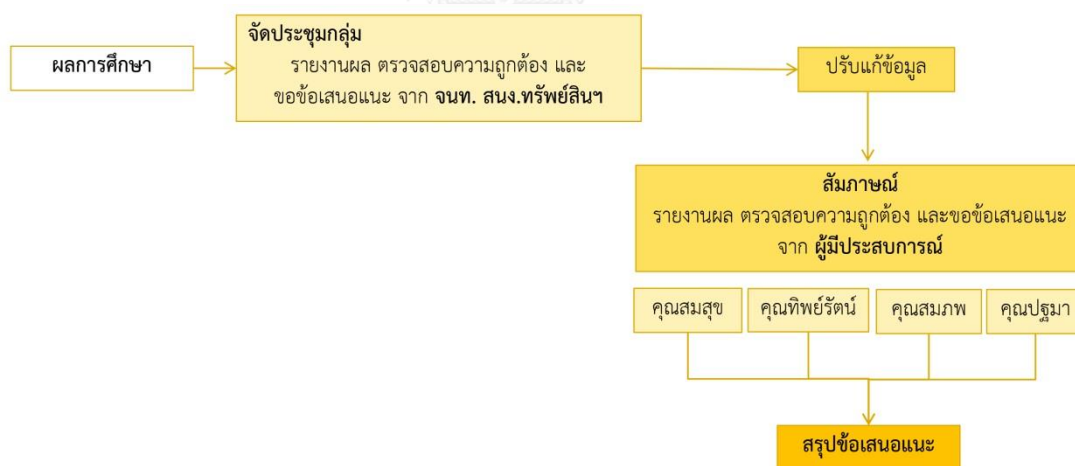 ผลการศึกษา
จัดประชุมกลุ่ม
รายงานผล ตรวจสอบความถูกต้อง และ
ขอข้อเสนอแนะ จาก จนท. สนง.ทรัพย์สินฯ
ปรับแก้ข้อมูล
สัมภาษณ์
รายงานผล ตรวจสอบความถูกต้อง และขอข้อเสนอแนะ
จาก ผู้มีประสบการณ์
คุณสมสุข
คุณทิพย์รัตน์
คุณสมภพ
คุณปฐมา
สรุปข้อเสนอแนะ